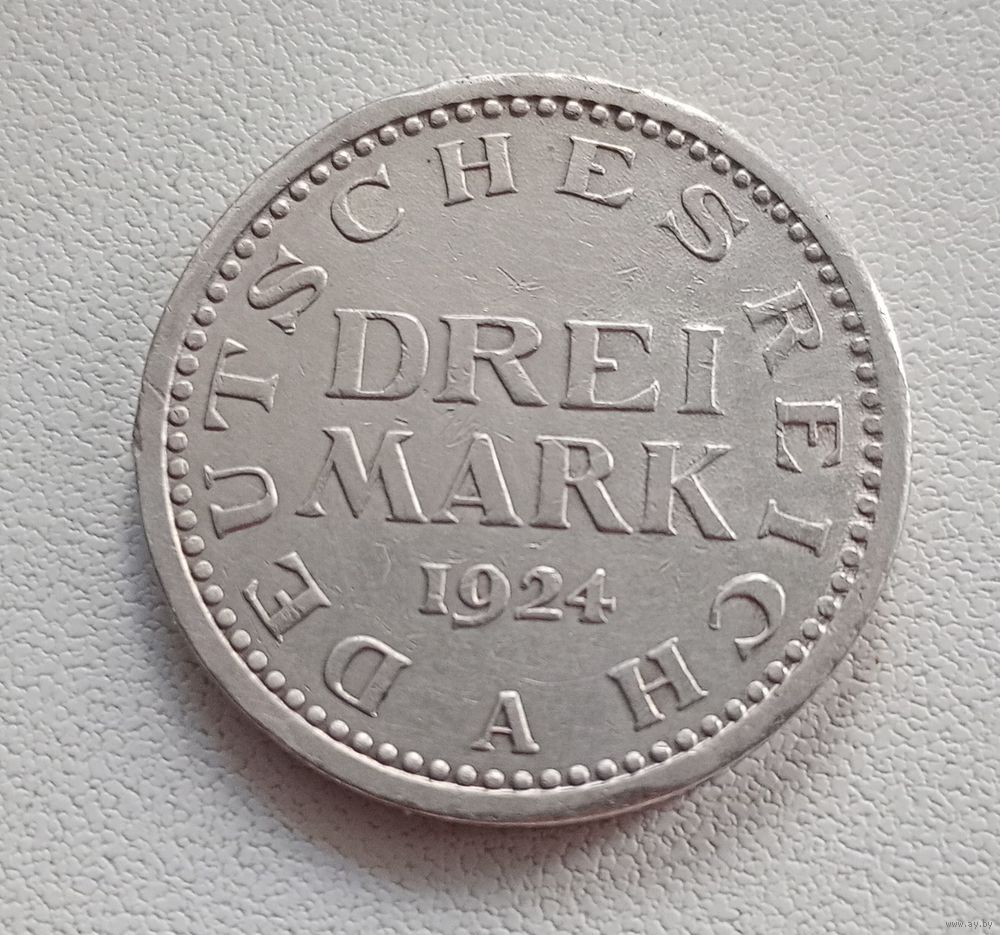 DEUTSCHES REICH
DREI
MARK
1924
A
www.ay.by